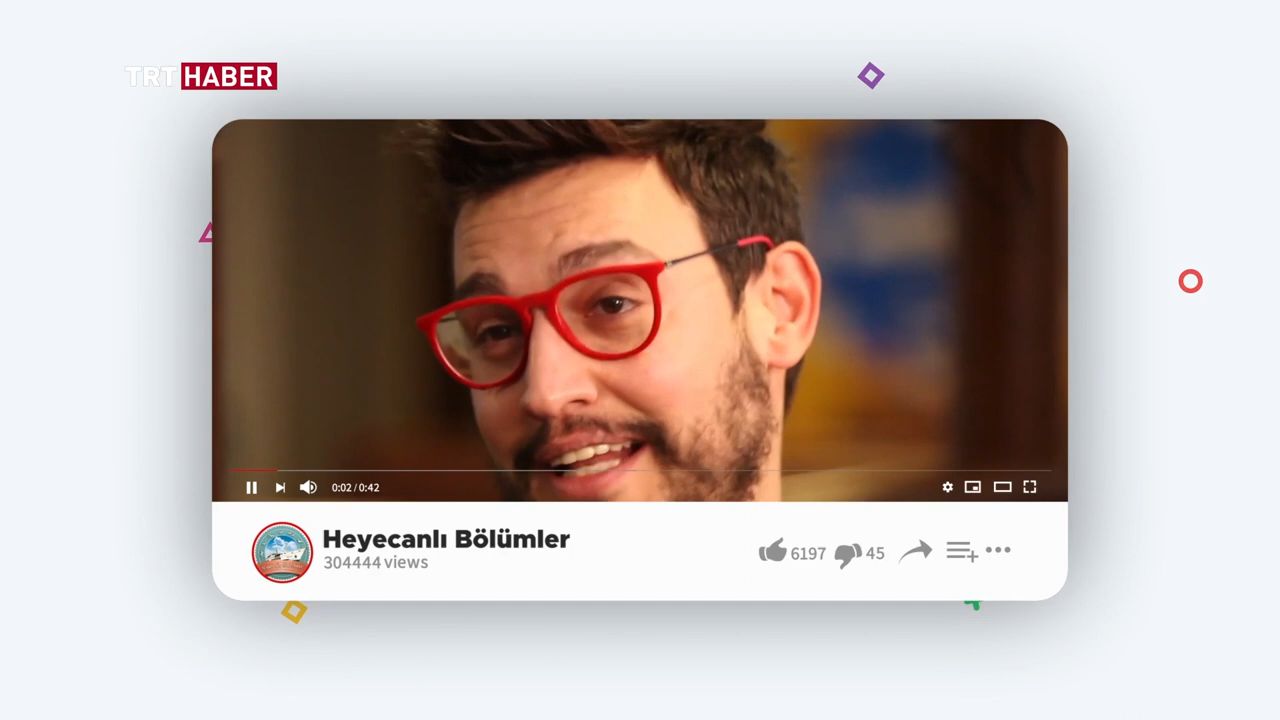 TRT HABER
0:02 / 0:42
Heyecanlı Bölümler
304444 views
6197
45